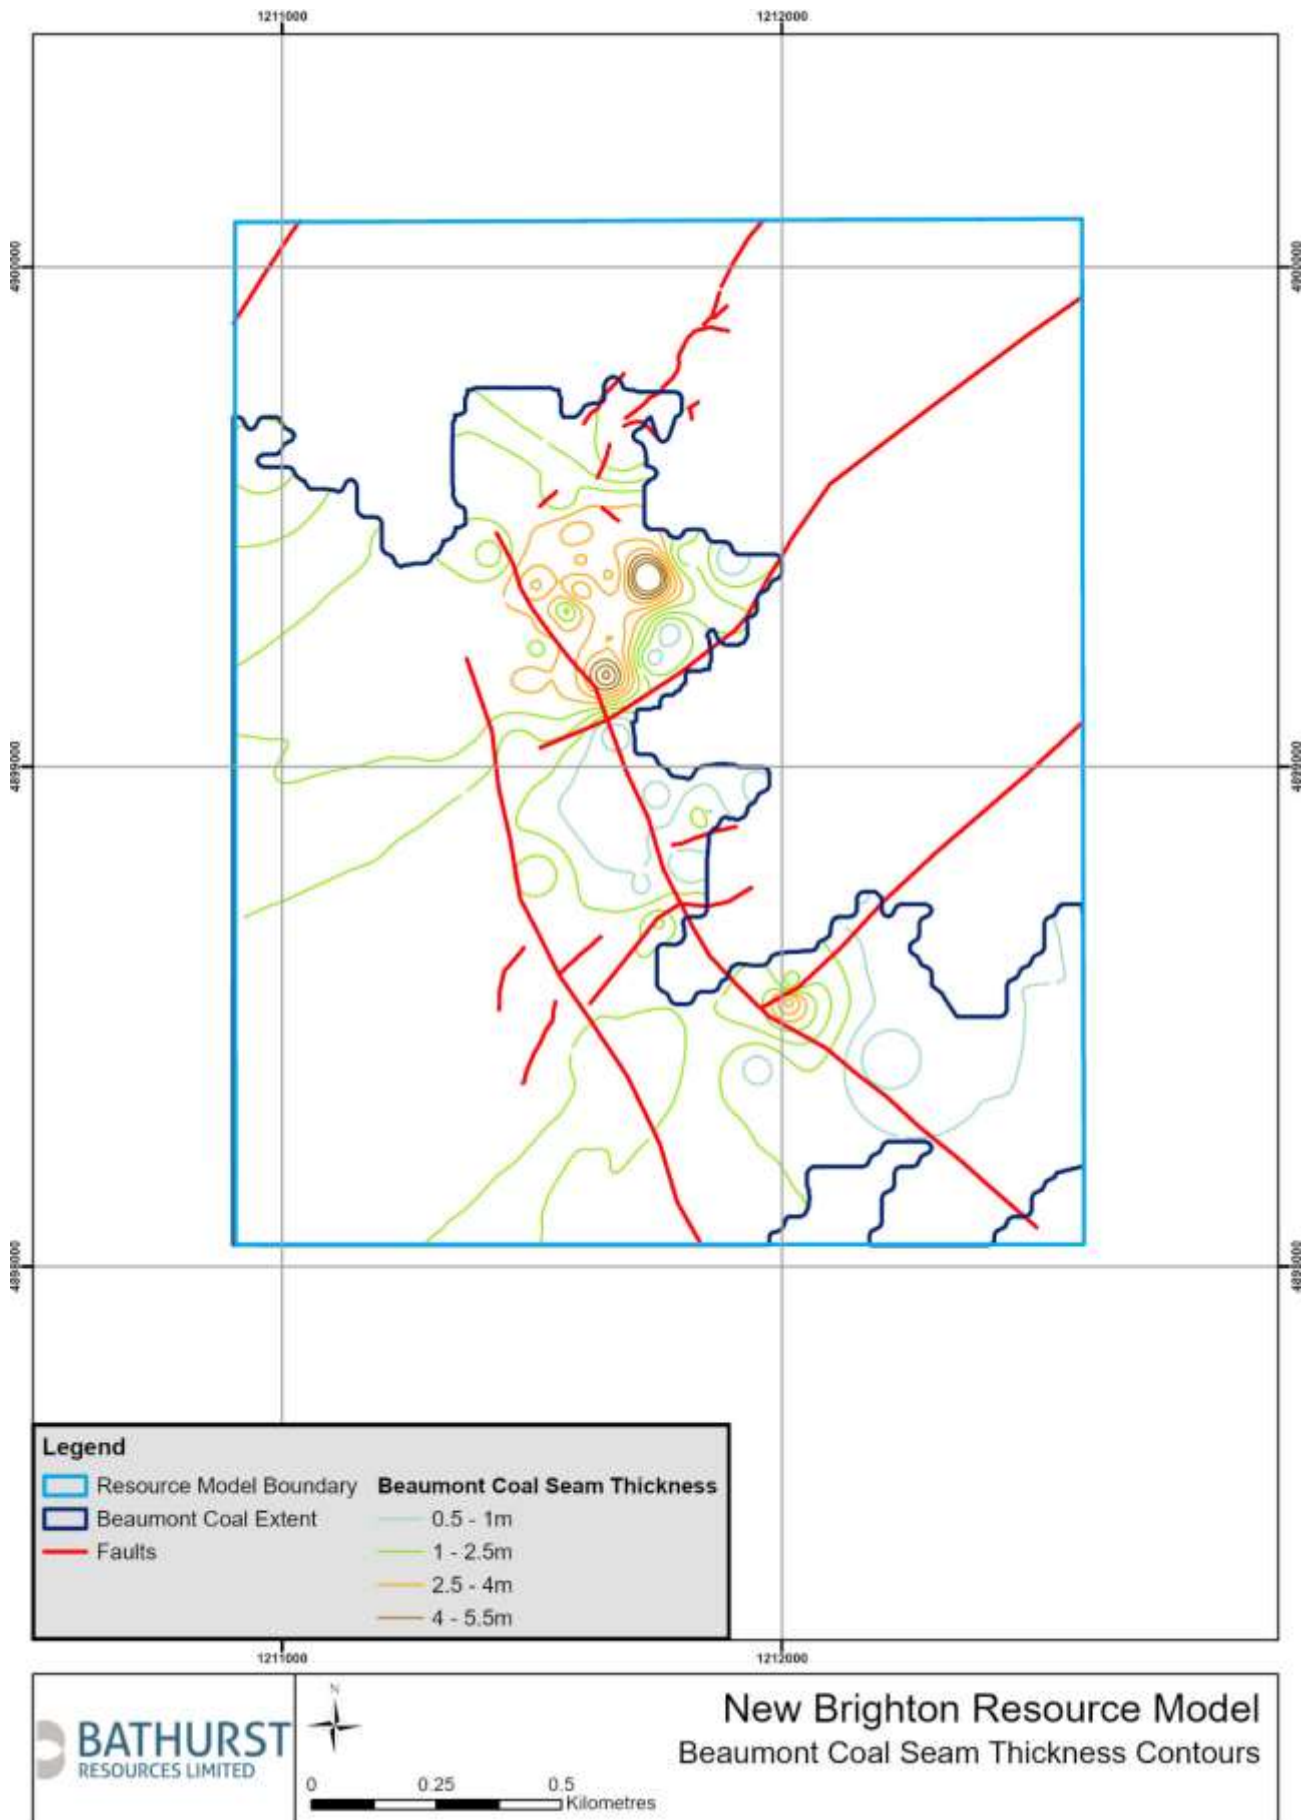 1211000 1212000
4900000 4900000
4899000 4899000
4898000 4898000
Legend
Resource Model Boundary
Beaumont Coal Extent
Faults
Beaumont Coal Seam Thickness
0.5 - 1m
1 - 2.5m
2.5 - 4m
4 - 5.5m
1211000 1212000
BATHURST
RESOURCES LIMITED
N
0 0.25 0.5
Kilometres
New Brighton Resource Model
Beaumont Coal Seam Thickness Contours